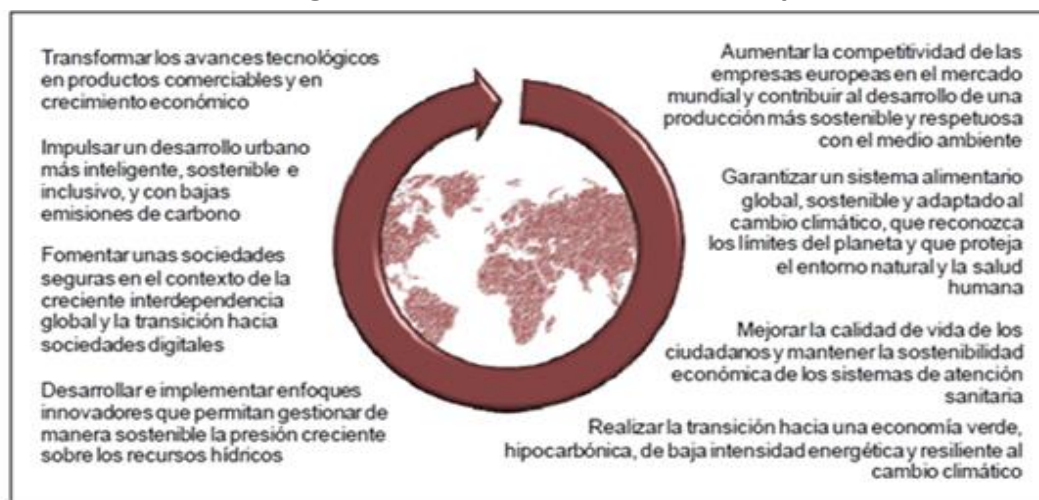 Transformar los avances tecnológicos
en productos comerciables y en
crecimiento económico
Impulsar un desarrollo urbano
más inteligente, sostenible e
inclusivo, y con bajas
emisiones de carbono
Fomentar unas sociedades
seguras en el contexto de la
creciente interdependencia
global y la transición hacia
sociedades digitales
Desarrollar e implementar enfoques
innovadores que permitan gestionar de
manera sostenible la presión creciente
sobre los recursos hídricos
Aumentar la competitividad de las
empresas europeas en el mercado
mundial y contribuir al desarrollo de una
producción más sostenible y respetuosa
con el medio ambiente
Garantizar un sistema alimentario
global, sostenible y adaptado al
cambio climático, que reconozca
los límites del planeta y que proteja
el entorno natural y la salud
humana
Mejorar la calidad de vida de los
ciudadanos y mantener la sostenibilidad
económica de los sistemas de atención
sanitaria
Realizar la transición hacia una economía verde,
hipocarbónica, de baja intensidad energética y resiliente al
cambio climático